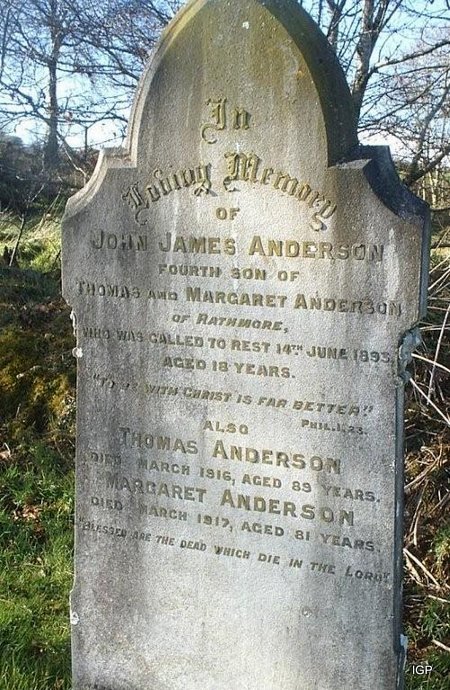 In
Loving Memory
OF
JOHN JAMES ANDERSON
FOURTH SON OF
THOMAS AND MARGARET ANDERSON
OF RATHMORE,
WHO WAS CALLED TO REST 14TH JUNE 1893,
AGED 18 YEARS.
"TO BE WITH CHRIST IS FAR BETTER"
PHIL.I.23.
ALSO
THOMAS ANDERSON
DIED MARCH 1916, AGED 89 YEARS.
MARGARET ANDERSON
DIED MARCH 1917, AGED 81 YEARS.
"BLESSED ARE THE DEAD WHICH DIE IN THE LORD"
IGP